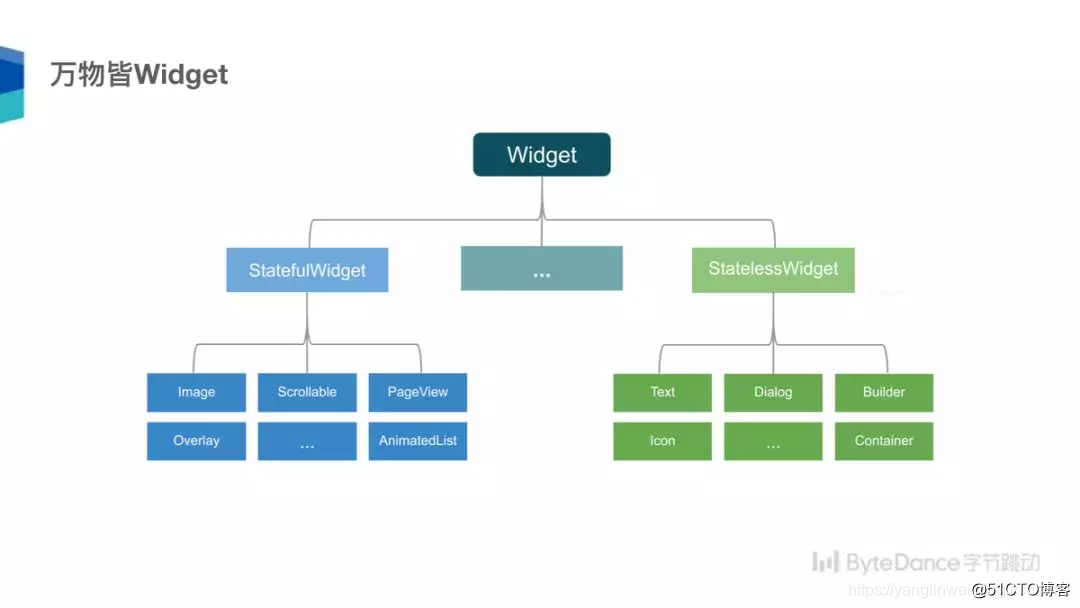 万物皆Widget
Widget
StatefulWidget
...
StatelessWidget
Image
Scrollable
PageView
Text
Dialog
Builder
Overlay
...
AnimatedList
Icon
...
Container
ByteDance字节跳动
https://yanglinwei
@51CTO博客